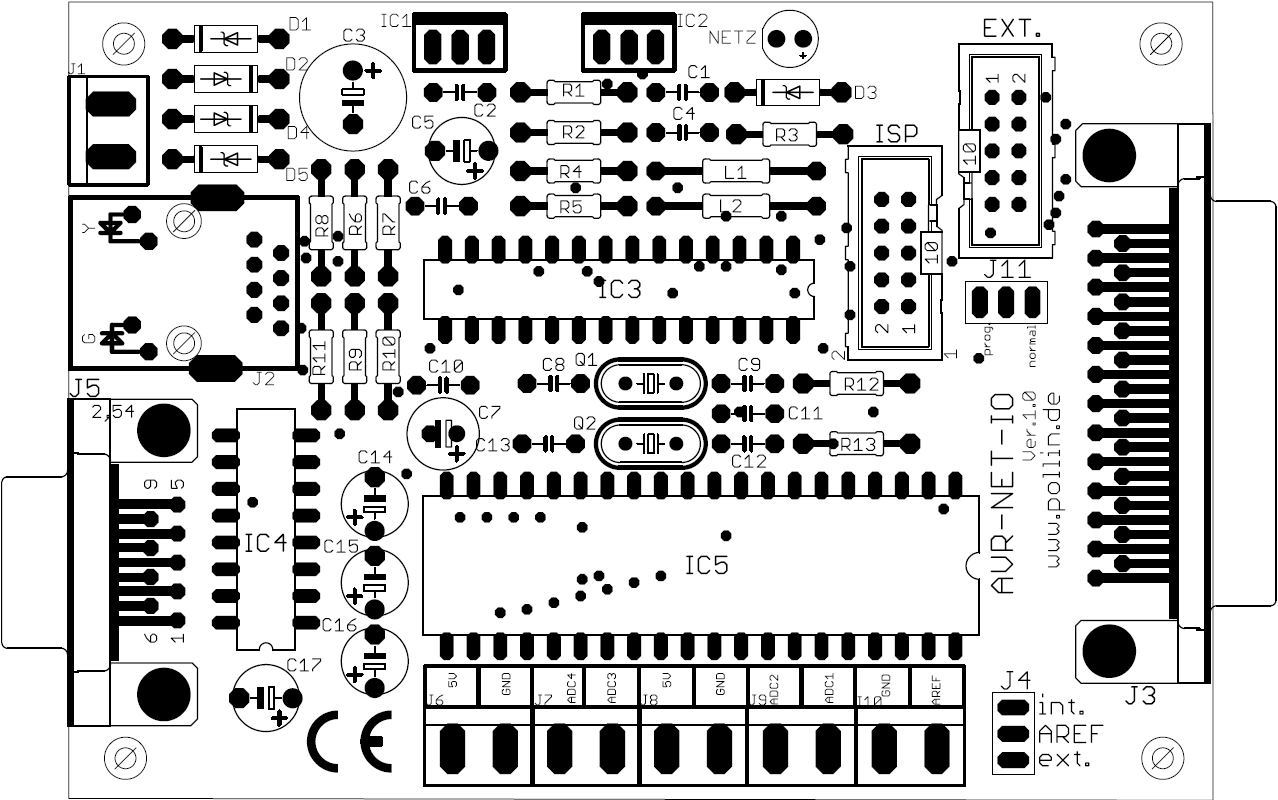 D1
IC1
IC2
NETZ
+
EXT.
C3
+
J1
D2
1 2
R1
C1
D3
C2
D4
C5
R2
C4
R3
ISP
10
+
D5
R4
L1
C6
R5
L2
Y
R8
R6
R7
10
IC3
J11
G
prog.
normal
2 1
2
1
R11
R9
R10
C10
C8
Q1
C9
R12
J2
J5
2,54
C7
+
C13
Q2
C11
C12
R13
AVR-NET-IO
Ver.1.0
www.pollin.de
C14
9 5
+
IC4
C15
IC5
+
6 1
C16
+
C17
+
5V
GND
ADC4
ADC3
5V
GND
ADC2
ADC1
GND
AREF
J6
J7
J8
J9
J10
J4
J3
int.
AREF
ext.
CE